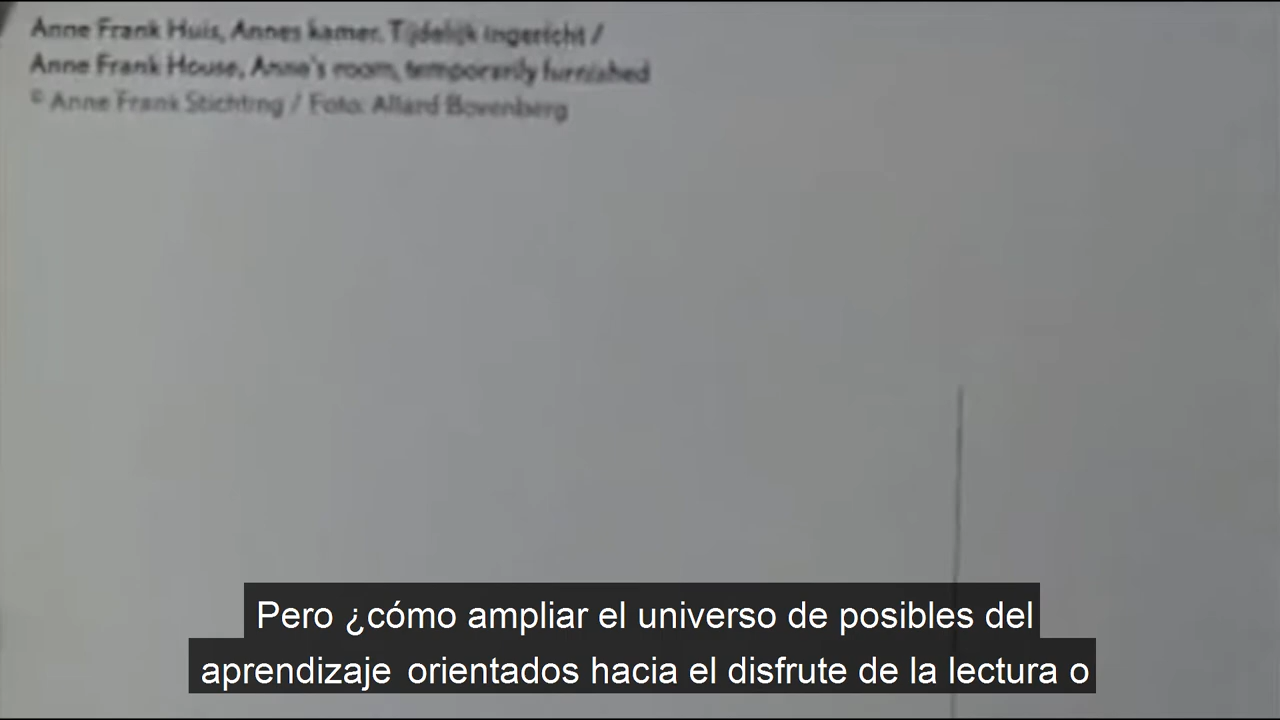 Anne Frank Huis, Annes kamer. Tijdelijk ingericht /
Anne Frank House, Anne's room, temporarily furnished
© Anne Frank Stichting / Foto: Allard Bovenberg
Pero ¿cómo ampliar el universo de posibles del
aprendizaje orientados hacia el disfrute de la lectura o